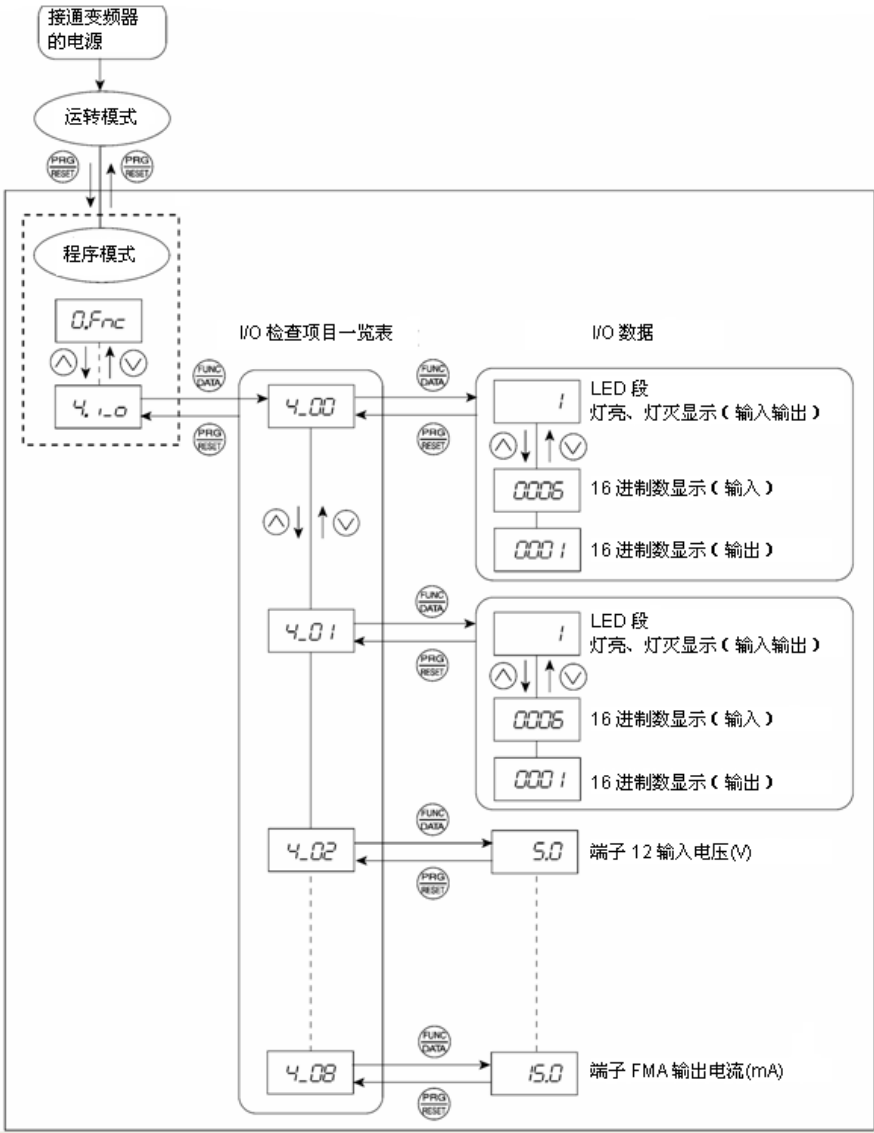 接通变频器
的电源
运转模式
PRG
RESET
PRG
RESET
程序模式
0.Fnc
4.i_o
I/O 检查项目一览表
I/O 数据
FUNC
DATA
PRG
RESET
4_00
FUNC
DATA
PRG
RESET
1
LED 段
灯亮、灯灭显示（输入输出）
0006
16 进制数显示（输入）
0001
16 进制数显示（输出）
4_01
FUNC
DATA
PRG
RESET
1
LED 段
灯亮、灯灭显示（输入输出）
0006
16 进制数显示（输入）
0001
16 进制数显示（输出）
4_02
FUNC
DATA
PRG
RESET
5.0
端子 12 输入电压(V)
4_08
FUNC
DATA
PRG
RESET
15.0
端子 FMA 输出电流(mA)